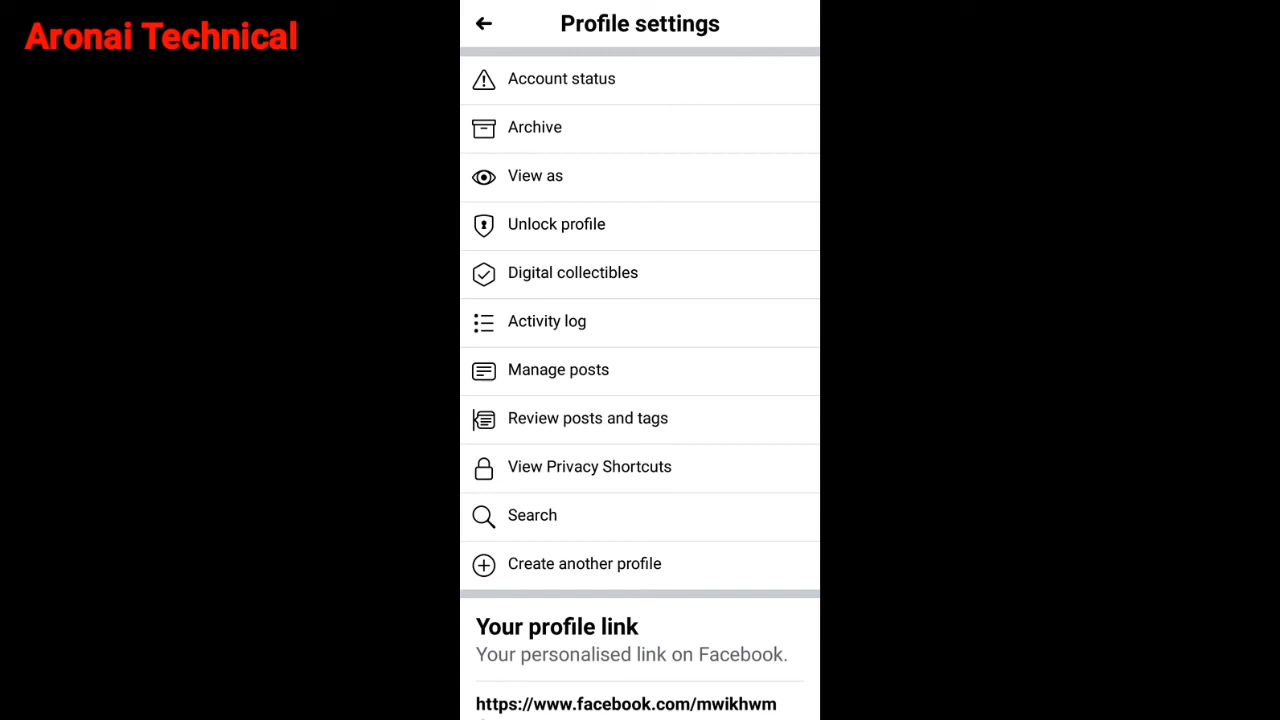 Aronai Technical
Profile settings
Account status
Archive
View as
Unlock profile
Digital collectibles
Activity log
Manage posts
Review posts and tags
View Privacy Shortcuts
Search
Create another profile
Your profile link
Your personalised link on Facebook.
https://www.facebook.com/mwikhwm